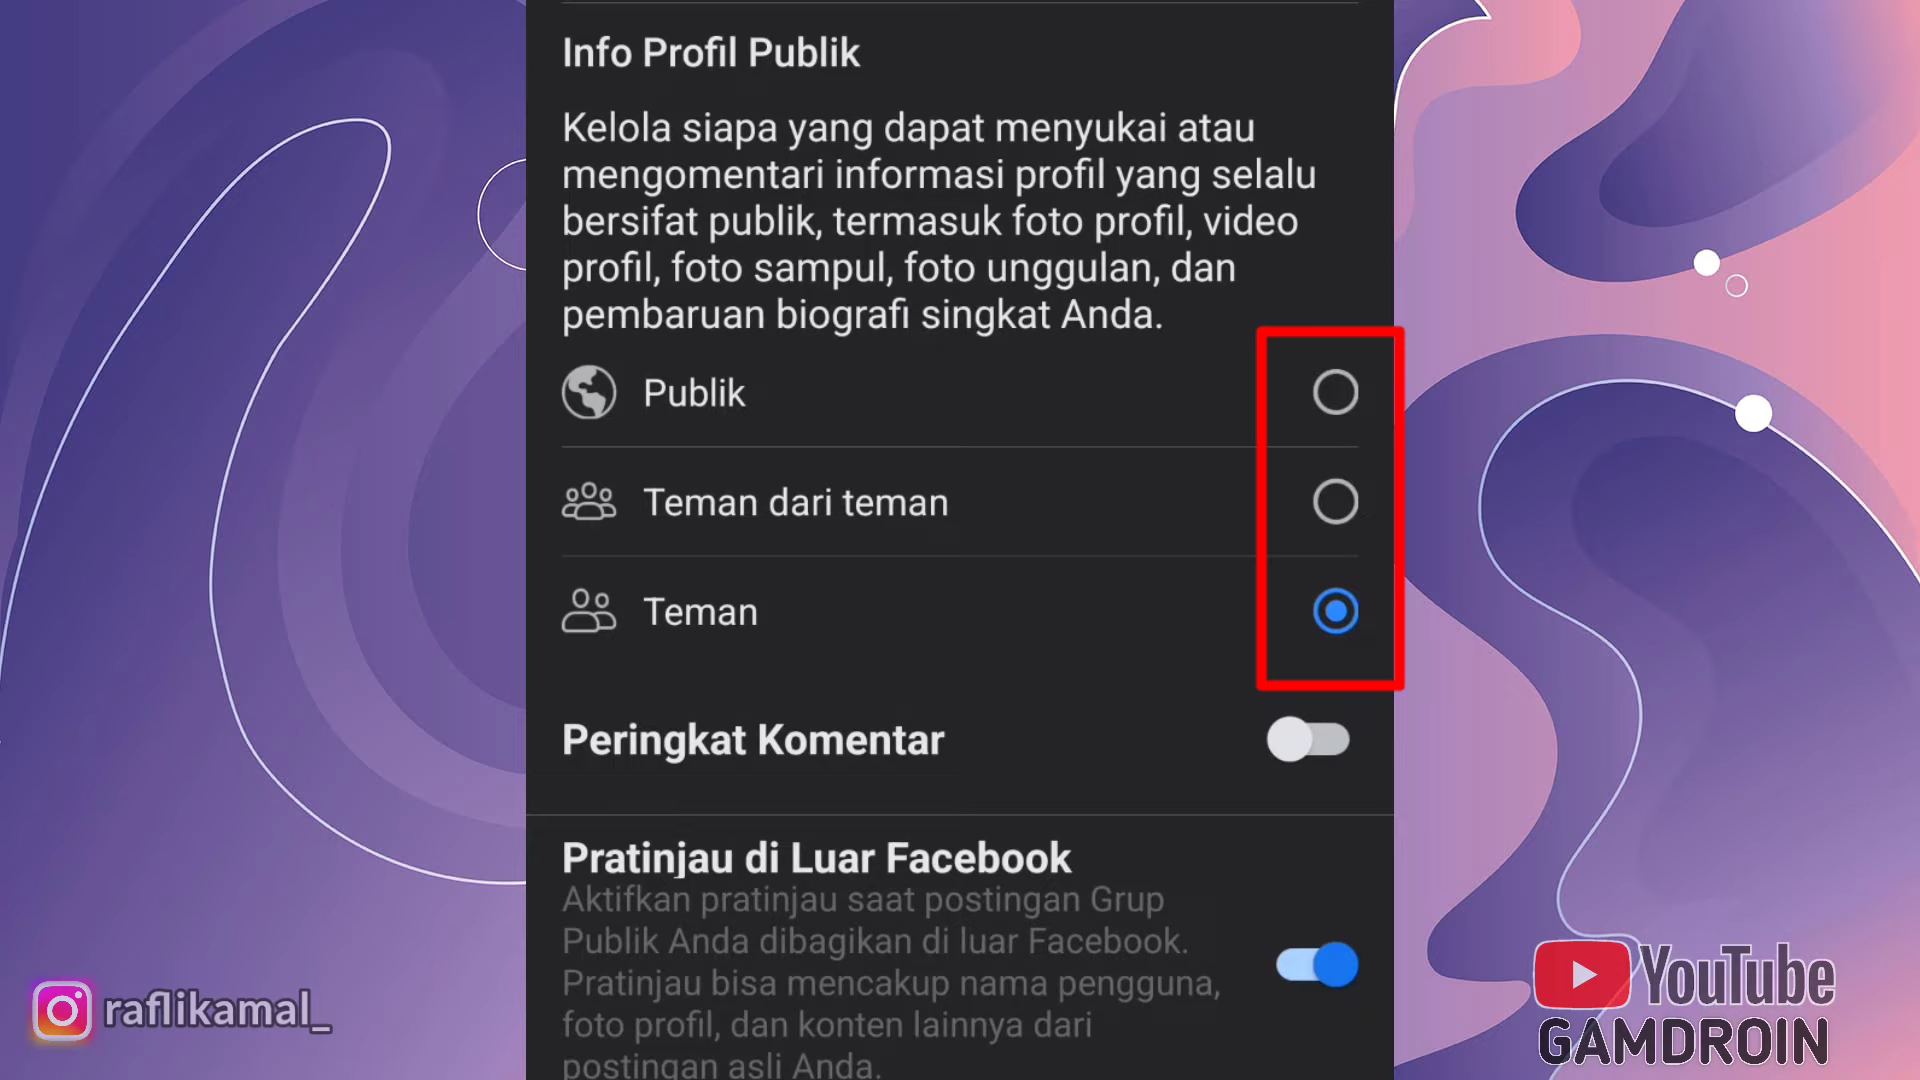 Info Profil Publik
Kelola siapa yang dapat menyukai atau
mengomentari informasi profil yang selalu
bersifat publik, termasuk foto profil, video
profil, foto sampul, foto unggulan, dan
pembaruan biografi singkat Anda.
Publik
Teman dari teman
Teman
Peringkat Komentar
Pratinjau di Luar Facebook
Aktifkan pratinjau saat postingan Grup
Publik Anda dibagikan di luar Facebook.
Pratinjau bisa mencakup nama pengguna,
foto profil, dan konten lainnya dari
postingan asli Anda.
raflikamal_
YouTube
GAMDROIN